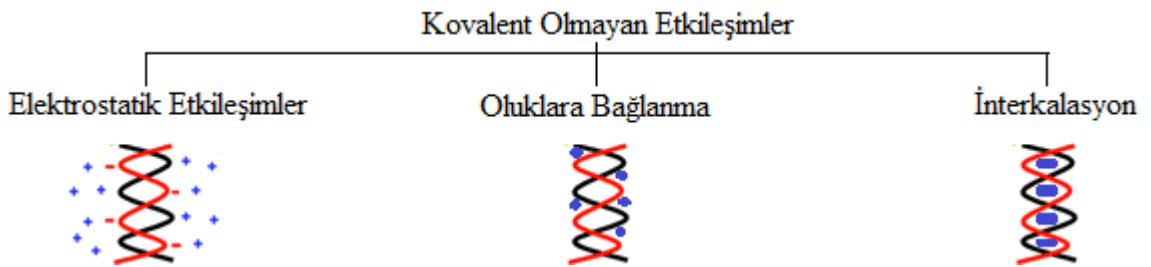 Kovalent Olmayan Etkileşimler
Elektrostatik Etkileşimler
Oluklara Bağlanma
İnterkalasyon